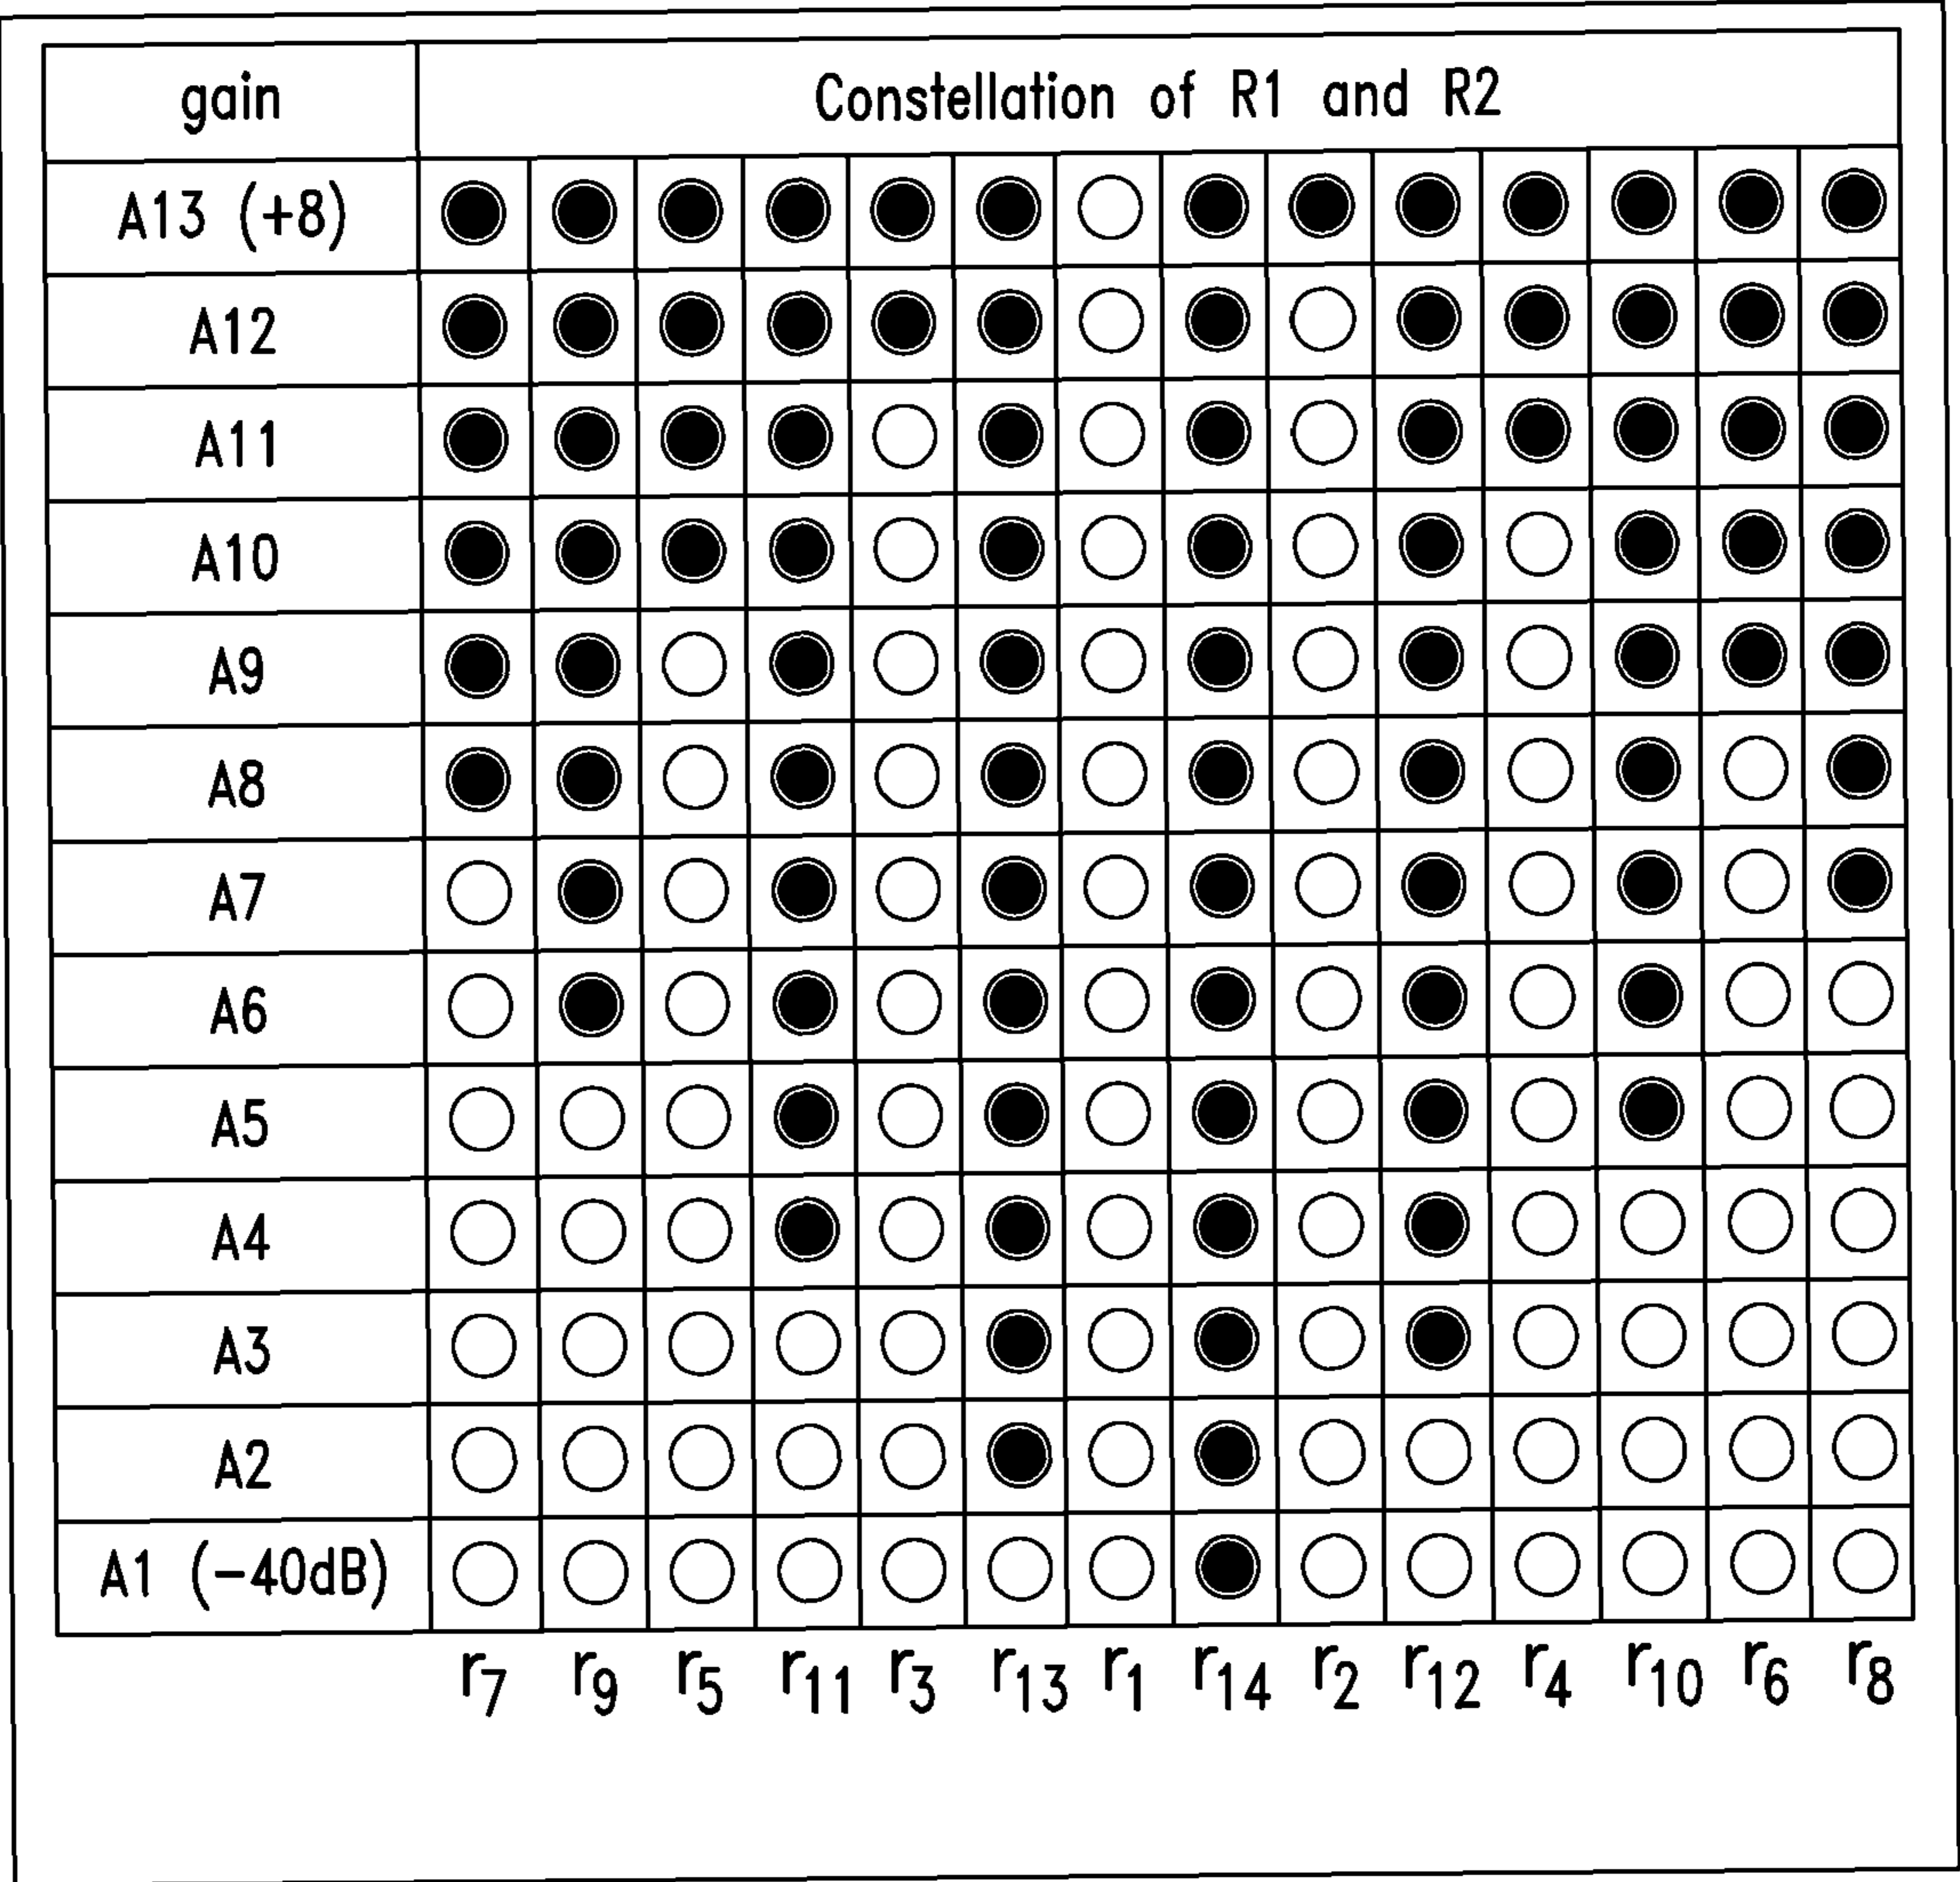 gain Constellation of R1 and R2
A13 (+8)
A12
A11
A10
A9
A8
A7
A6
A5
A4
A3
A2
A1 (-40dB)
r7 r9 r5 r11 r3 r13 r1 r14 r2 r12 r4 r10 r6 r8